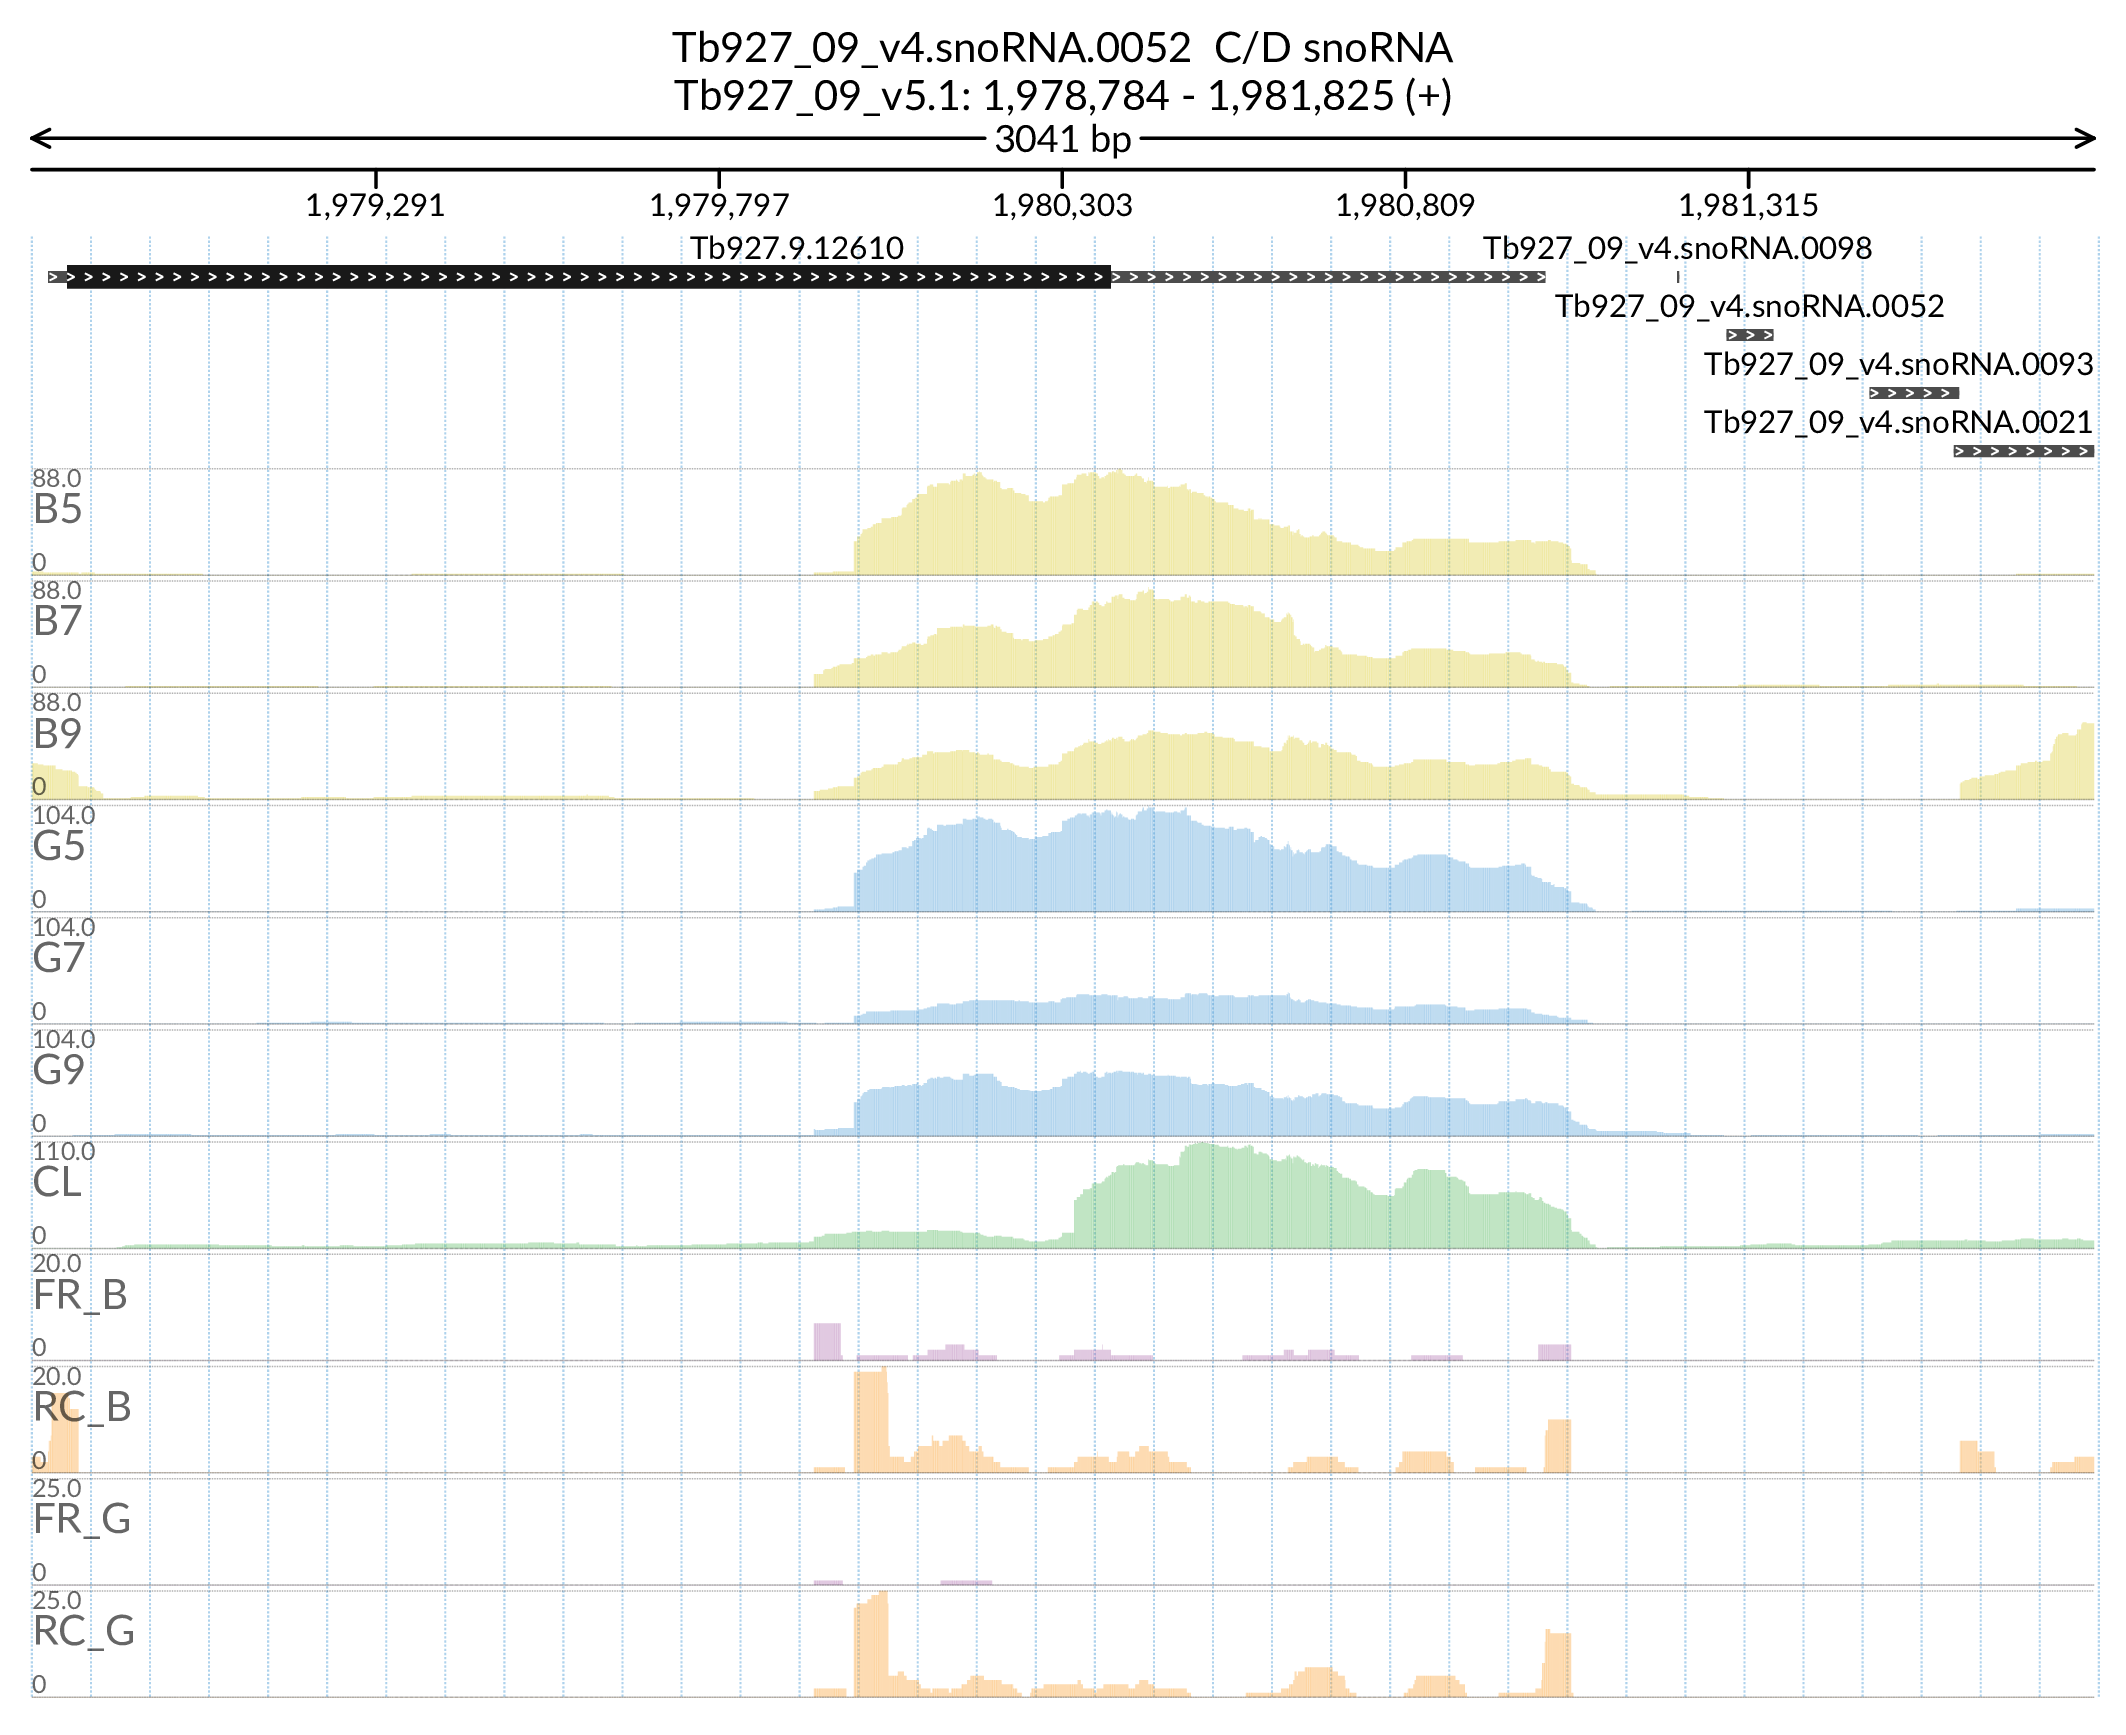 Tb927_09_v4.snoRNA.0052  C/D snoRNA
Tb927_09_v5.1: 1,978,784 - 1,981,825 (+)
3041 bp
1,979,291 1,979,797 1,980,303 1,980,809 1,981,315
Tb927.9.12610 Tb927_09_v4.snoRNA.0098
Tb927_09_v4.snoRNA.0052
Tb927_09_v4.snoRNA.0093
Tb927_09_v4.snoRNA.0021
88.0
B5
0
88.0
B7
0
88.0
B9
0
104.0
G5
0
104.0
G7
0
104.0
G9
0
110.0
CL
0
20.0
FR_B
0
20.0
RC_B
0
25.0
FR_G
0
25.0
RC_G
0